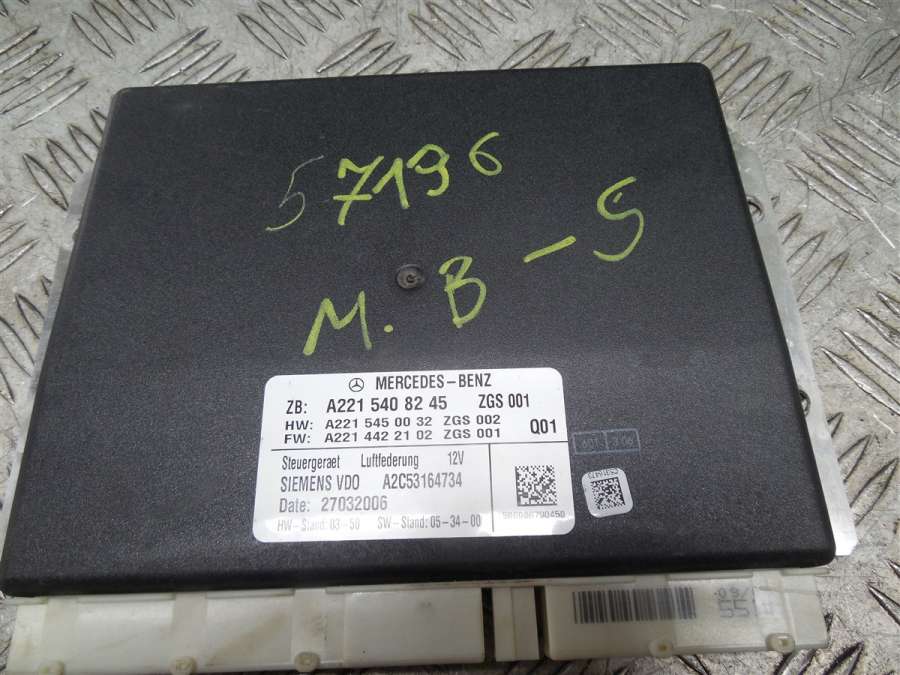 57196
M. B - S
MERCEDES-BENZ
ZB: A221 540 82 45 ZGS 001
HW: A221 545 00 32 ZGS 002
FW: A221 442 21 02 ZGS 001 Q01
Steuergeraet Luftfederung 12V
SIEMENS VDO A2C53164734
Date: 27032006
HW-Stand: 03-50 SW-Stand: 05-34-00